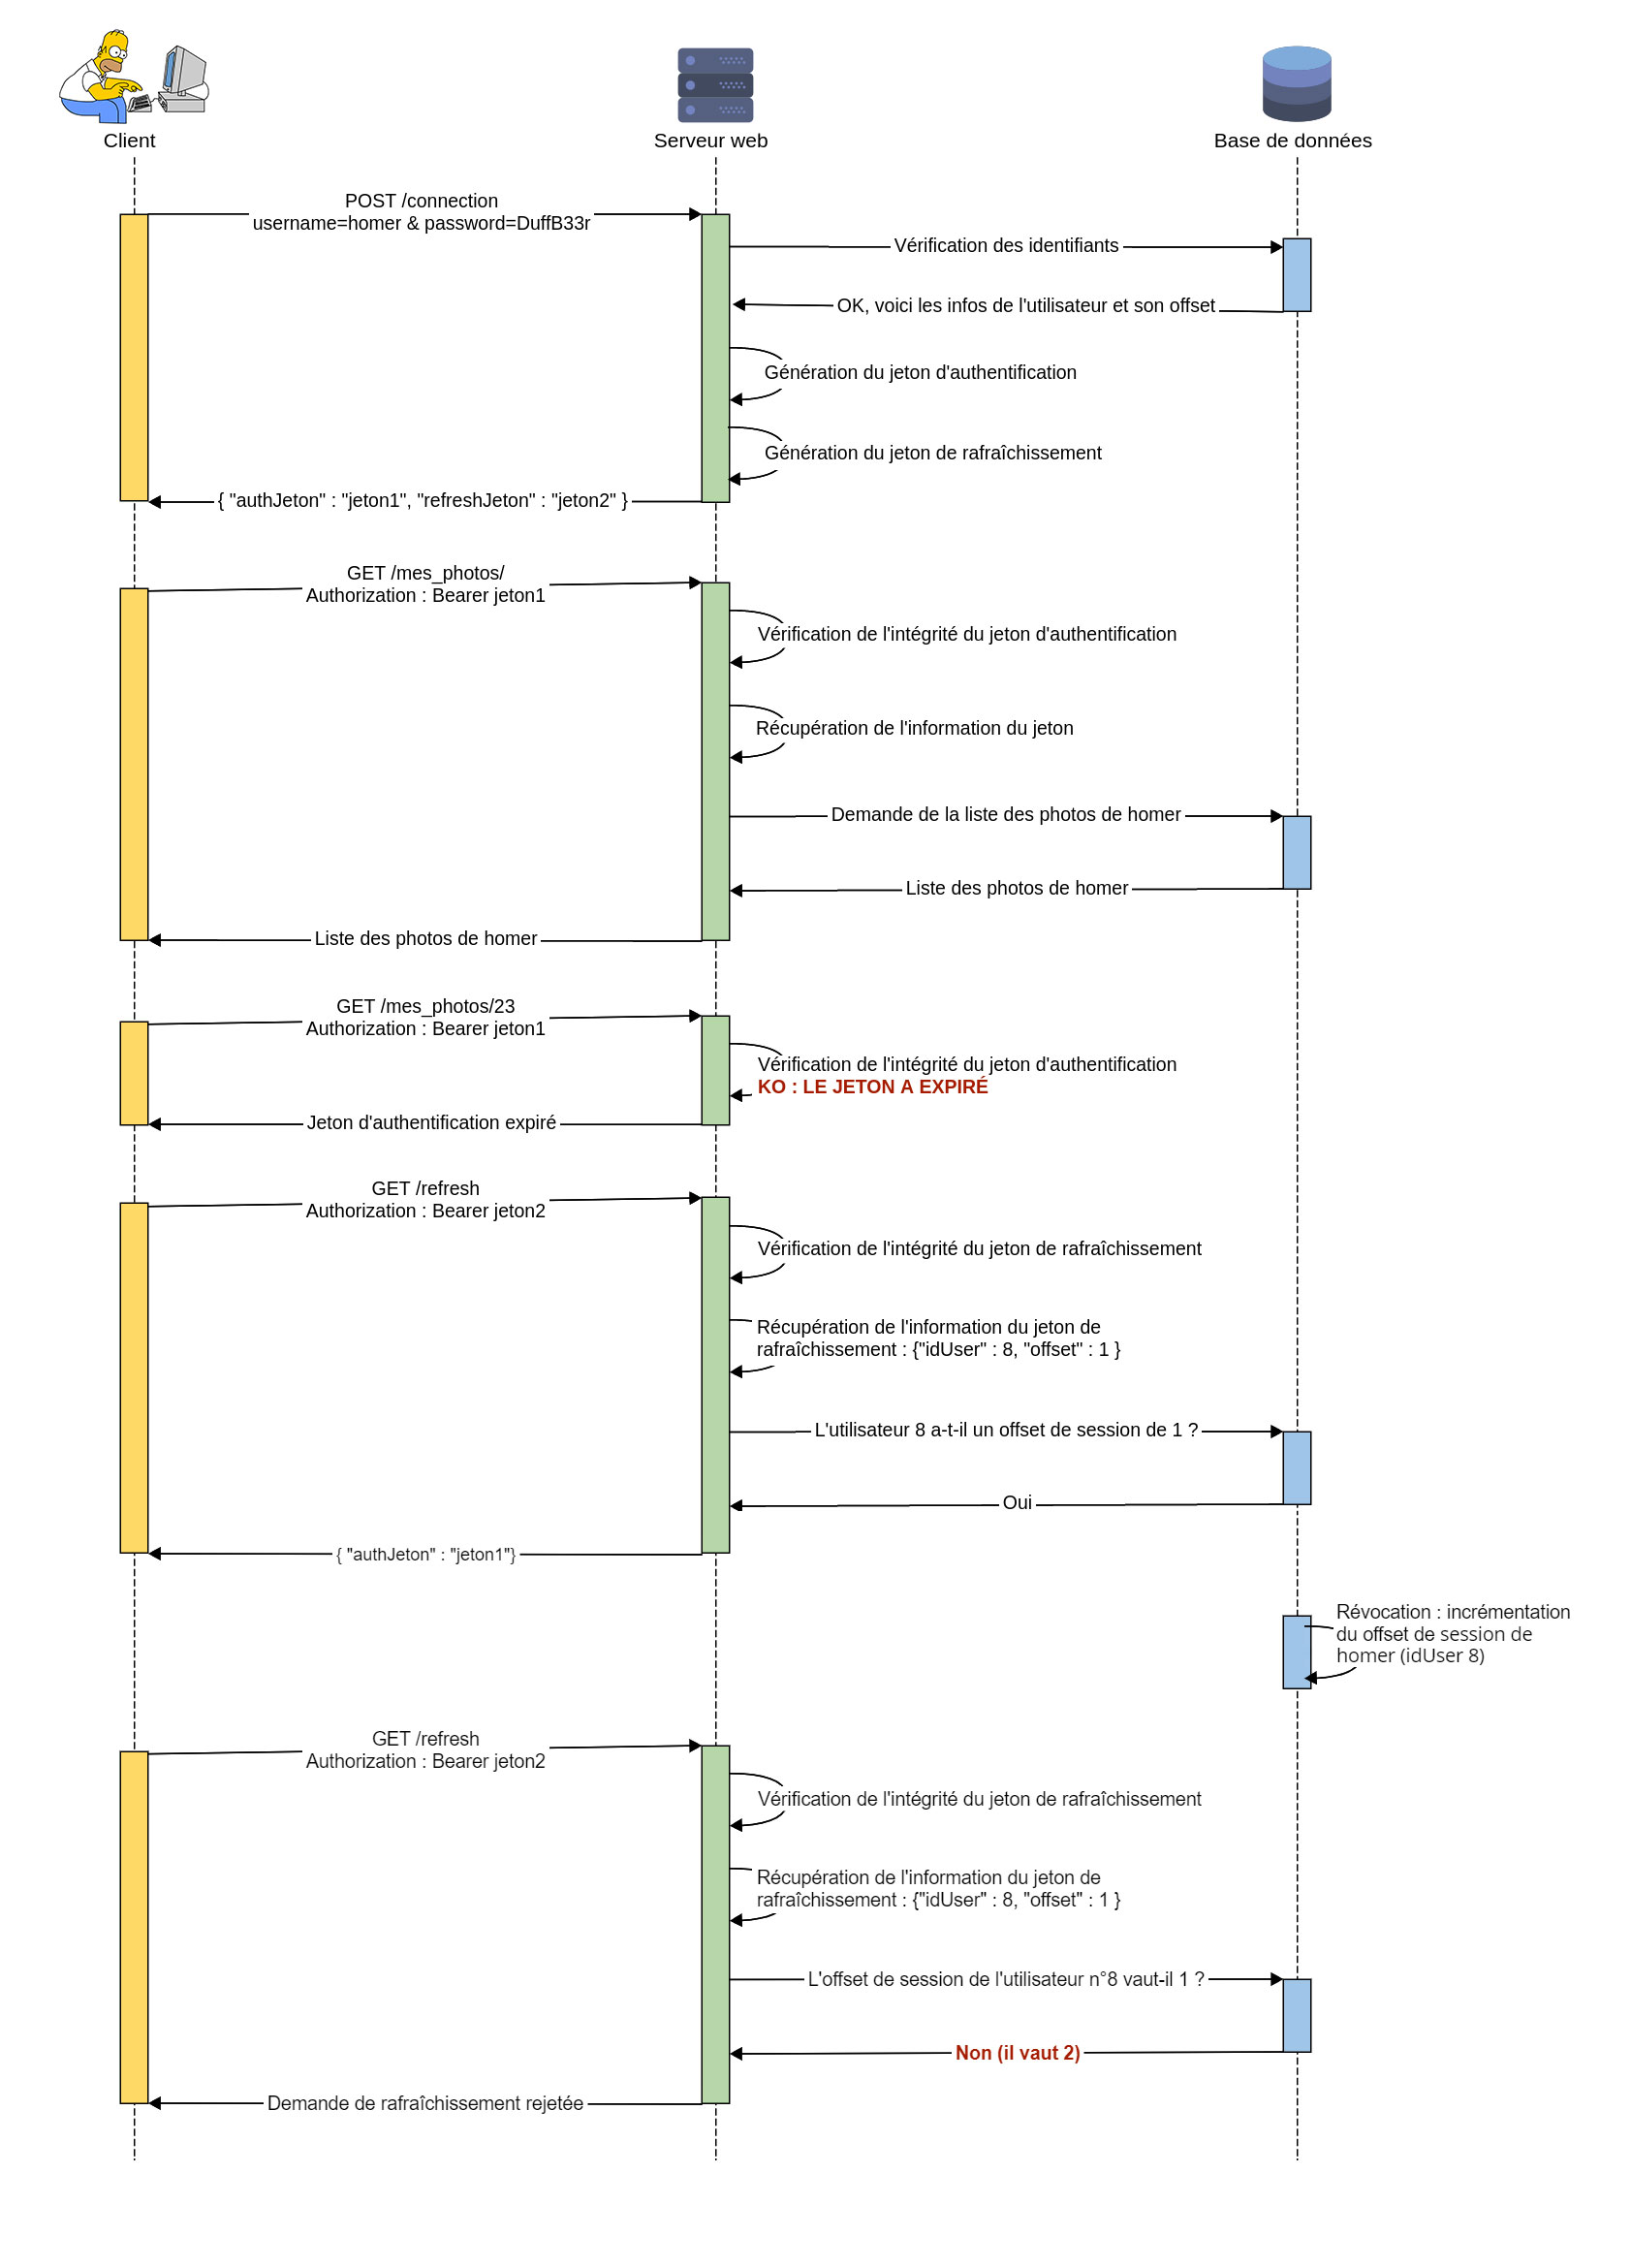 Client
Serveur web
Base de données
POST /connection
username=homer & password=DuffB33r
Vérification des identifiants
OK, voici les infos de l'utilisateur et son offset
Génération du jeton d'authentification
Génération du jeton de rafraîchissement
{ "authJeton" : "jeton1", "refreshJeton" : "jeton2" }
GET /mes_photos/
Authorization : Bearer jeton1
Vérification de l'intégrité du jeton d'authentification
Récupération de l'information du jeton
Demande de la liste des photos de homer
Liste des photos de homer
Liste des photos de homer
GET /mes_photos/23
Authorization : Bearer jeton1
Vérification de l'intégrité du jeton d'authentification
KO : LE JETON A EXPIRÉ
Jeton d'authentification expiré
GET /refresh
Authorization : Bearer jeton2
Vérification de l'intégrité du jeton de rafraîchissement
Récupération de l'information du jeton de
rafraîchissement : {"idUser" : 8, "offset" : 1 }
L'utilisateur 8 a-t-il un offset de session de 1 ?
Oui
{ "authJeton" : "jeton1"}
Révocation : incrémentation
du offset de session de
homer (idUser 8)
GET /refresh
Authorization : Bearer jeton2
Vérification de l'intégrité du jeton de rafraîchissement
Récupération de l'information du jeton de
rafraîchissement : {"idUser" : 8, "offset" : 1 }
L'offset de session de l'utilisateur n°8 vaut-il 1 ?
Non (il vaut 2)
Demande de rafraîchissement rejetée